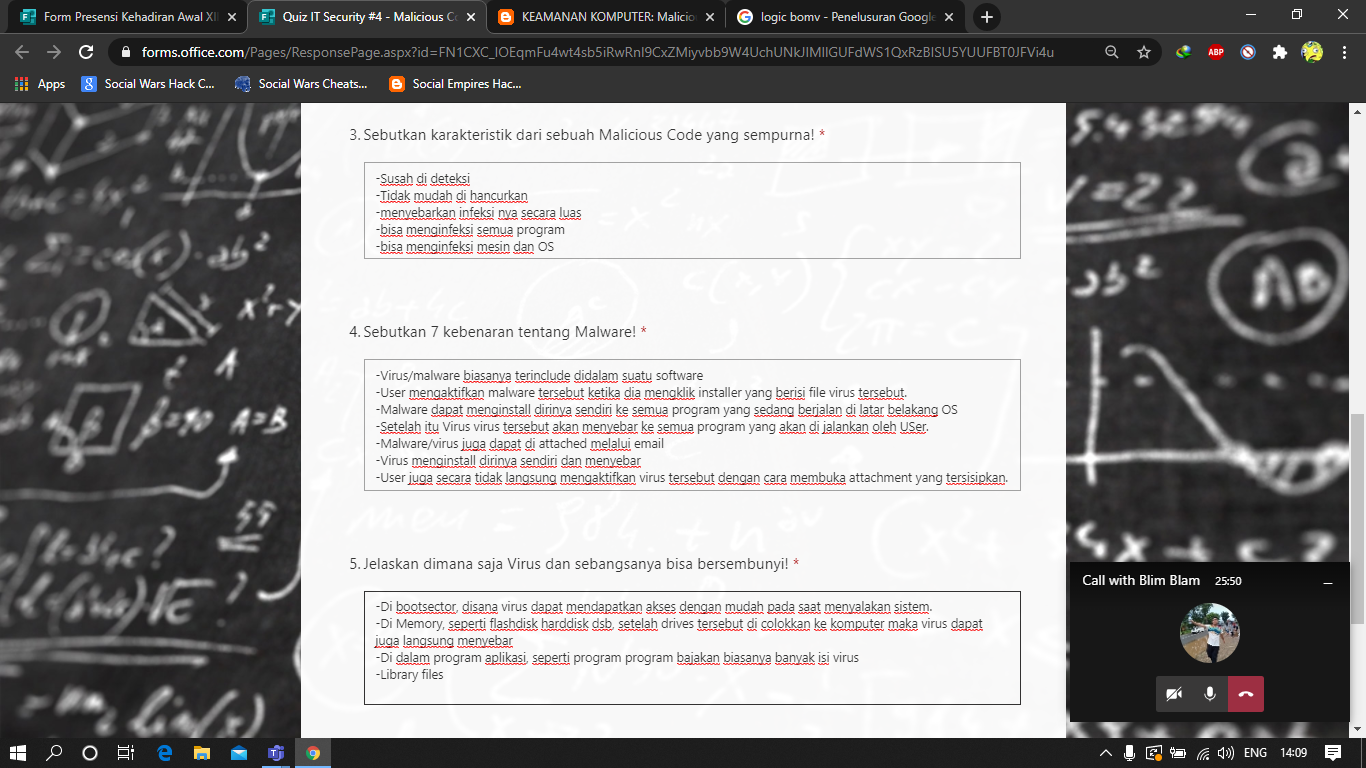 Form Presensi Kehadiran Awal XI
Quiz IT Security #4 - Malicious Co
KEAMANAN KOMPUTER: Malicio
logic bomv - Penelusuran Google
forms.office.com/Pages/ResponsePage.aspx?id=
Apps
Social Wars Hack C...
Social Wars Cheats...
Social Empires Hac...
3. Sebutkan karakteristik dari sebuah Malicious Code yang sempurna! *
-Susah di deteksi
-Tidak mudah di hancurkan
-menyebarkan infeksi nya secara luas
-bisa menginfeksi semua program
-bisa menginfeksi mesin dan OS
4. Sebutkan 7 kebenaran tentang Malware! *
-Virus/malware biasanya terinclude didalam suatu software
-User mengaktifkan malware tersebut ketika dia mengklik installer yang berisi file virus tersebut.
-Malware dapat menginstall dirinya sendiri ke semua program yang sedang berjalan di latar belakang OS
-Setelah itu Virus virus tersebut akan menyebar ke semua program yang akan di jalankan oleh USer.
-Malware/virus juga dapat di attached melalui email
-Virus menginstall dirinya sendiri dan menyebar
-User juga secara tidak langsung mengaktifkan virus tersebut dengan cara membuka attachment yang tersisipkan.
5. Jelaskan dimana saja Virus dan sebangsanya bisa bersembunyi! *
-Di bootsector, disana virus dapat mendapatkan akses dengan mudah pada saat menyalakan sistem.
-Di Memory, seperti flashdisk harddisk dsb, setelah drives tersebut di colokkan ke komputer maka virus dapat
juga langsung menyebar
-Di dalam program aplikasi, seperti program program bajakan biasanya banyak isi virus
-Library files
Call with Blim Blam 25:50
ABP
ENG 14:09